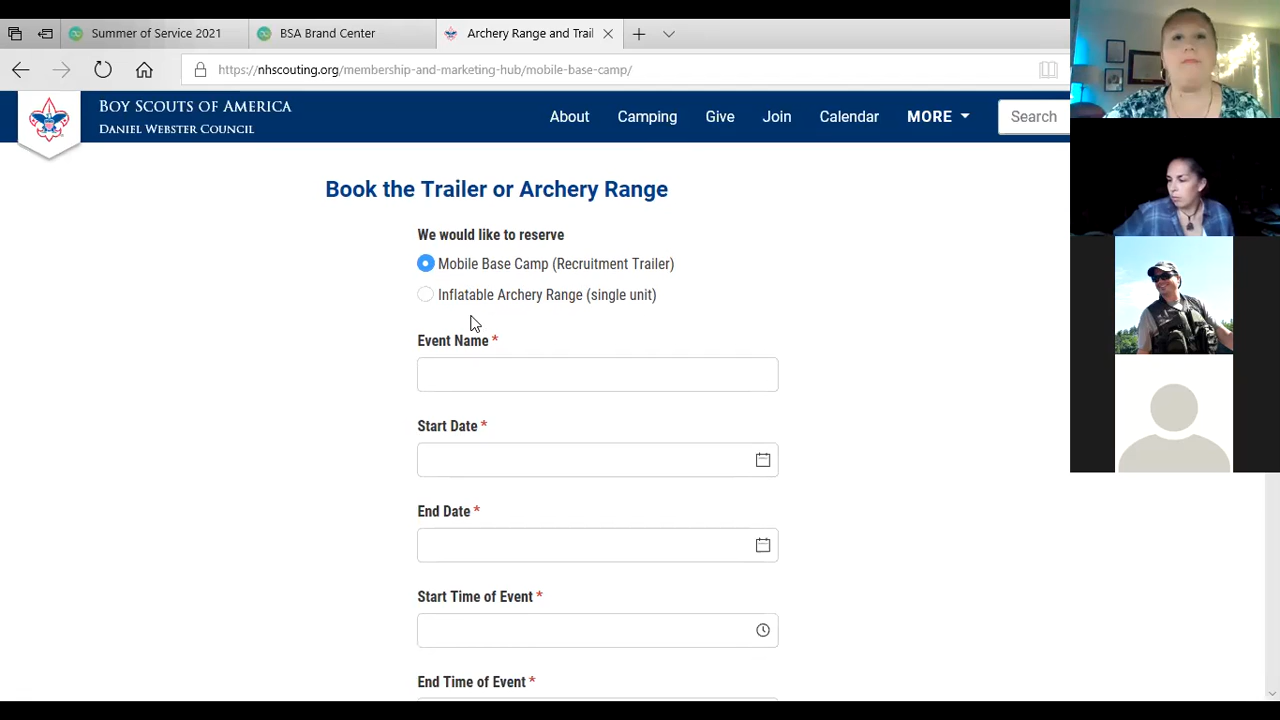 Summer of Service 2021
BSA Brand Center
Archery Range and Trail
https://nhscouting.org/membership-and-marketing-hub/mobile-base-camp/
BOY SCOUTS OF AMERICA
DANIEL WEBSTER COUNCIL
About
Camping
Give
Join
Calendar
MORE
Search
Book the Trailer or Archery Range
We would like to reserve
Mobile Base Camp (Recruitment Trailer)
Inflatable Archery Range (single unit)
Event Name *
Start Date *
End Date *
Start Time of Event *
End Time of Event *